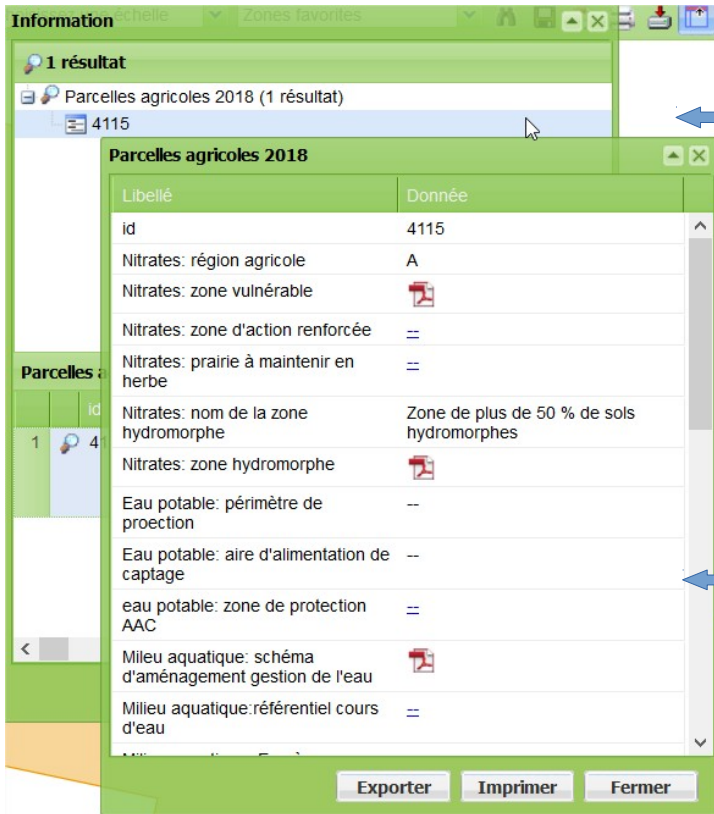 une échelle
Zones favorites
Information
1 résultat
Parcelles agricoles 2018 (1 résultat)
4115
Parcelles agricoles 2018
Libellé Donnée
id 4115
Nitrates: région agricole A
Nitrates: zone vulnérable
Nitrates: zone d'action renforcée --
Nitrates: prairie à maintenir en --
herbe
Nitrates: nom de la zone Zone de plus de 50 % de sols
hydromorphe hydromorphes
Nitrates: zone hydromorphe
Eau potable: périmètre de --
proection
Eau potable: aire d'alimentation de --
captage
eau potable: zone de protection --
AAC
Mileu aquatique: schéma
d'aménagement gestion de l'eau
Milieu aquatique:référentiel cours --
d'eau
Parcelles a
id
1 41
Exporter Imprimer Fermer